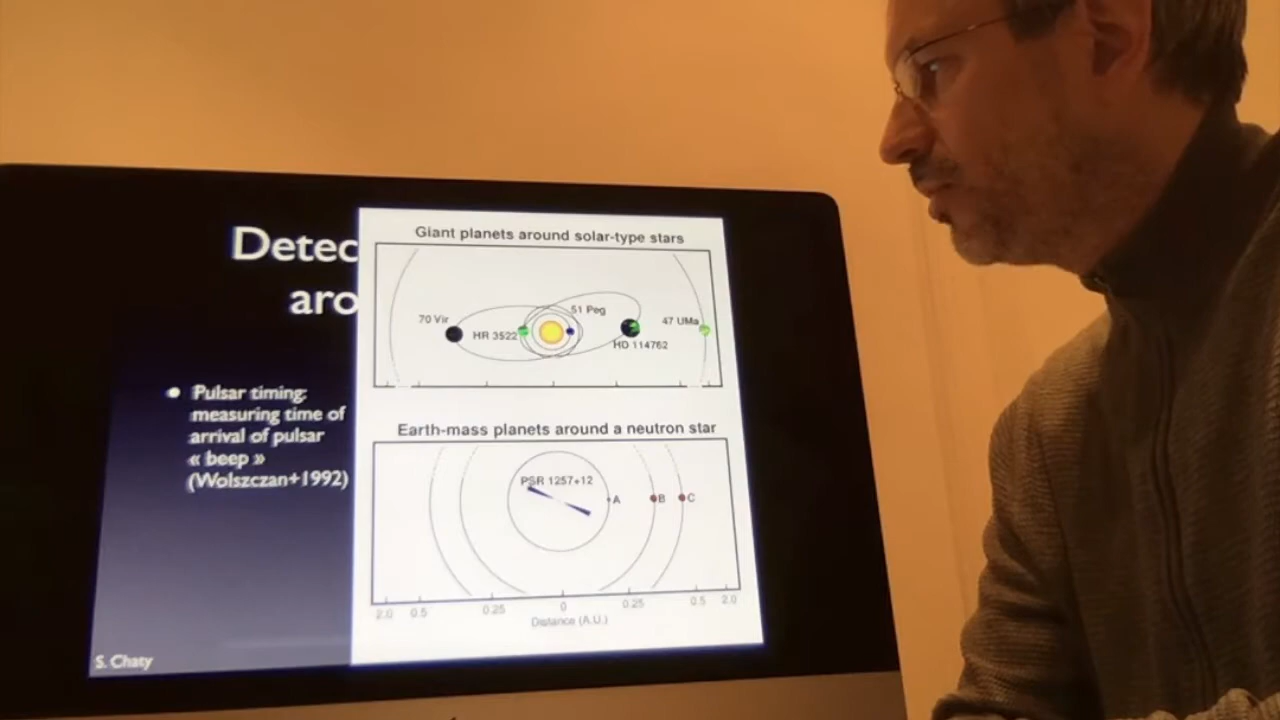 Detec
aro
Pulsar timing:
measuring time of
arrival of pulsar
« beep »
(Wolszczan+1992)
S. Chaty
Giant planets around solar-type stars
70 Vir
HR 3522
51 Peg
HD 114762
47 UMa
Earth-mass planets around a neutron star
PSR 1257+12
A
B
C
2.0 0.5 0.25 0 0.25 0.5 2.0
Distance (A.U.)